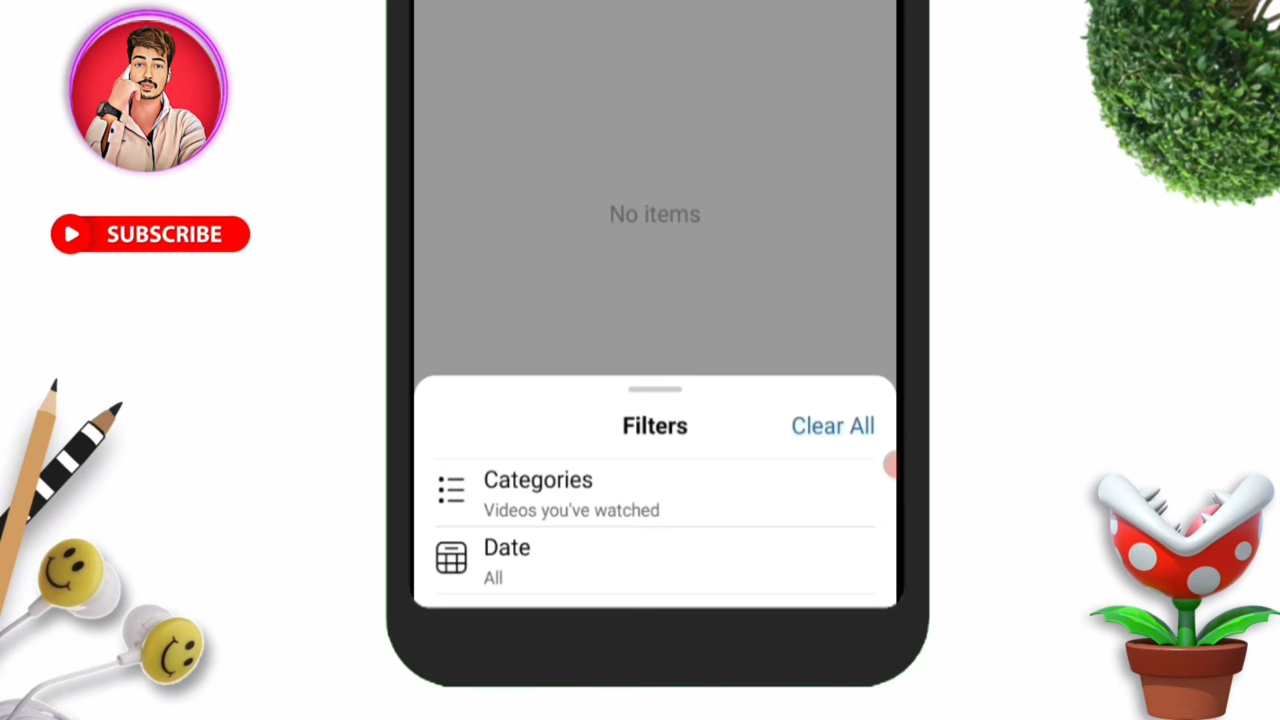 SUBSCRIBE
No items
Filters
Clear All
Categories
Videos you've watched
Date
All